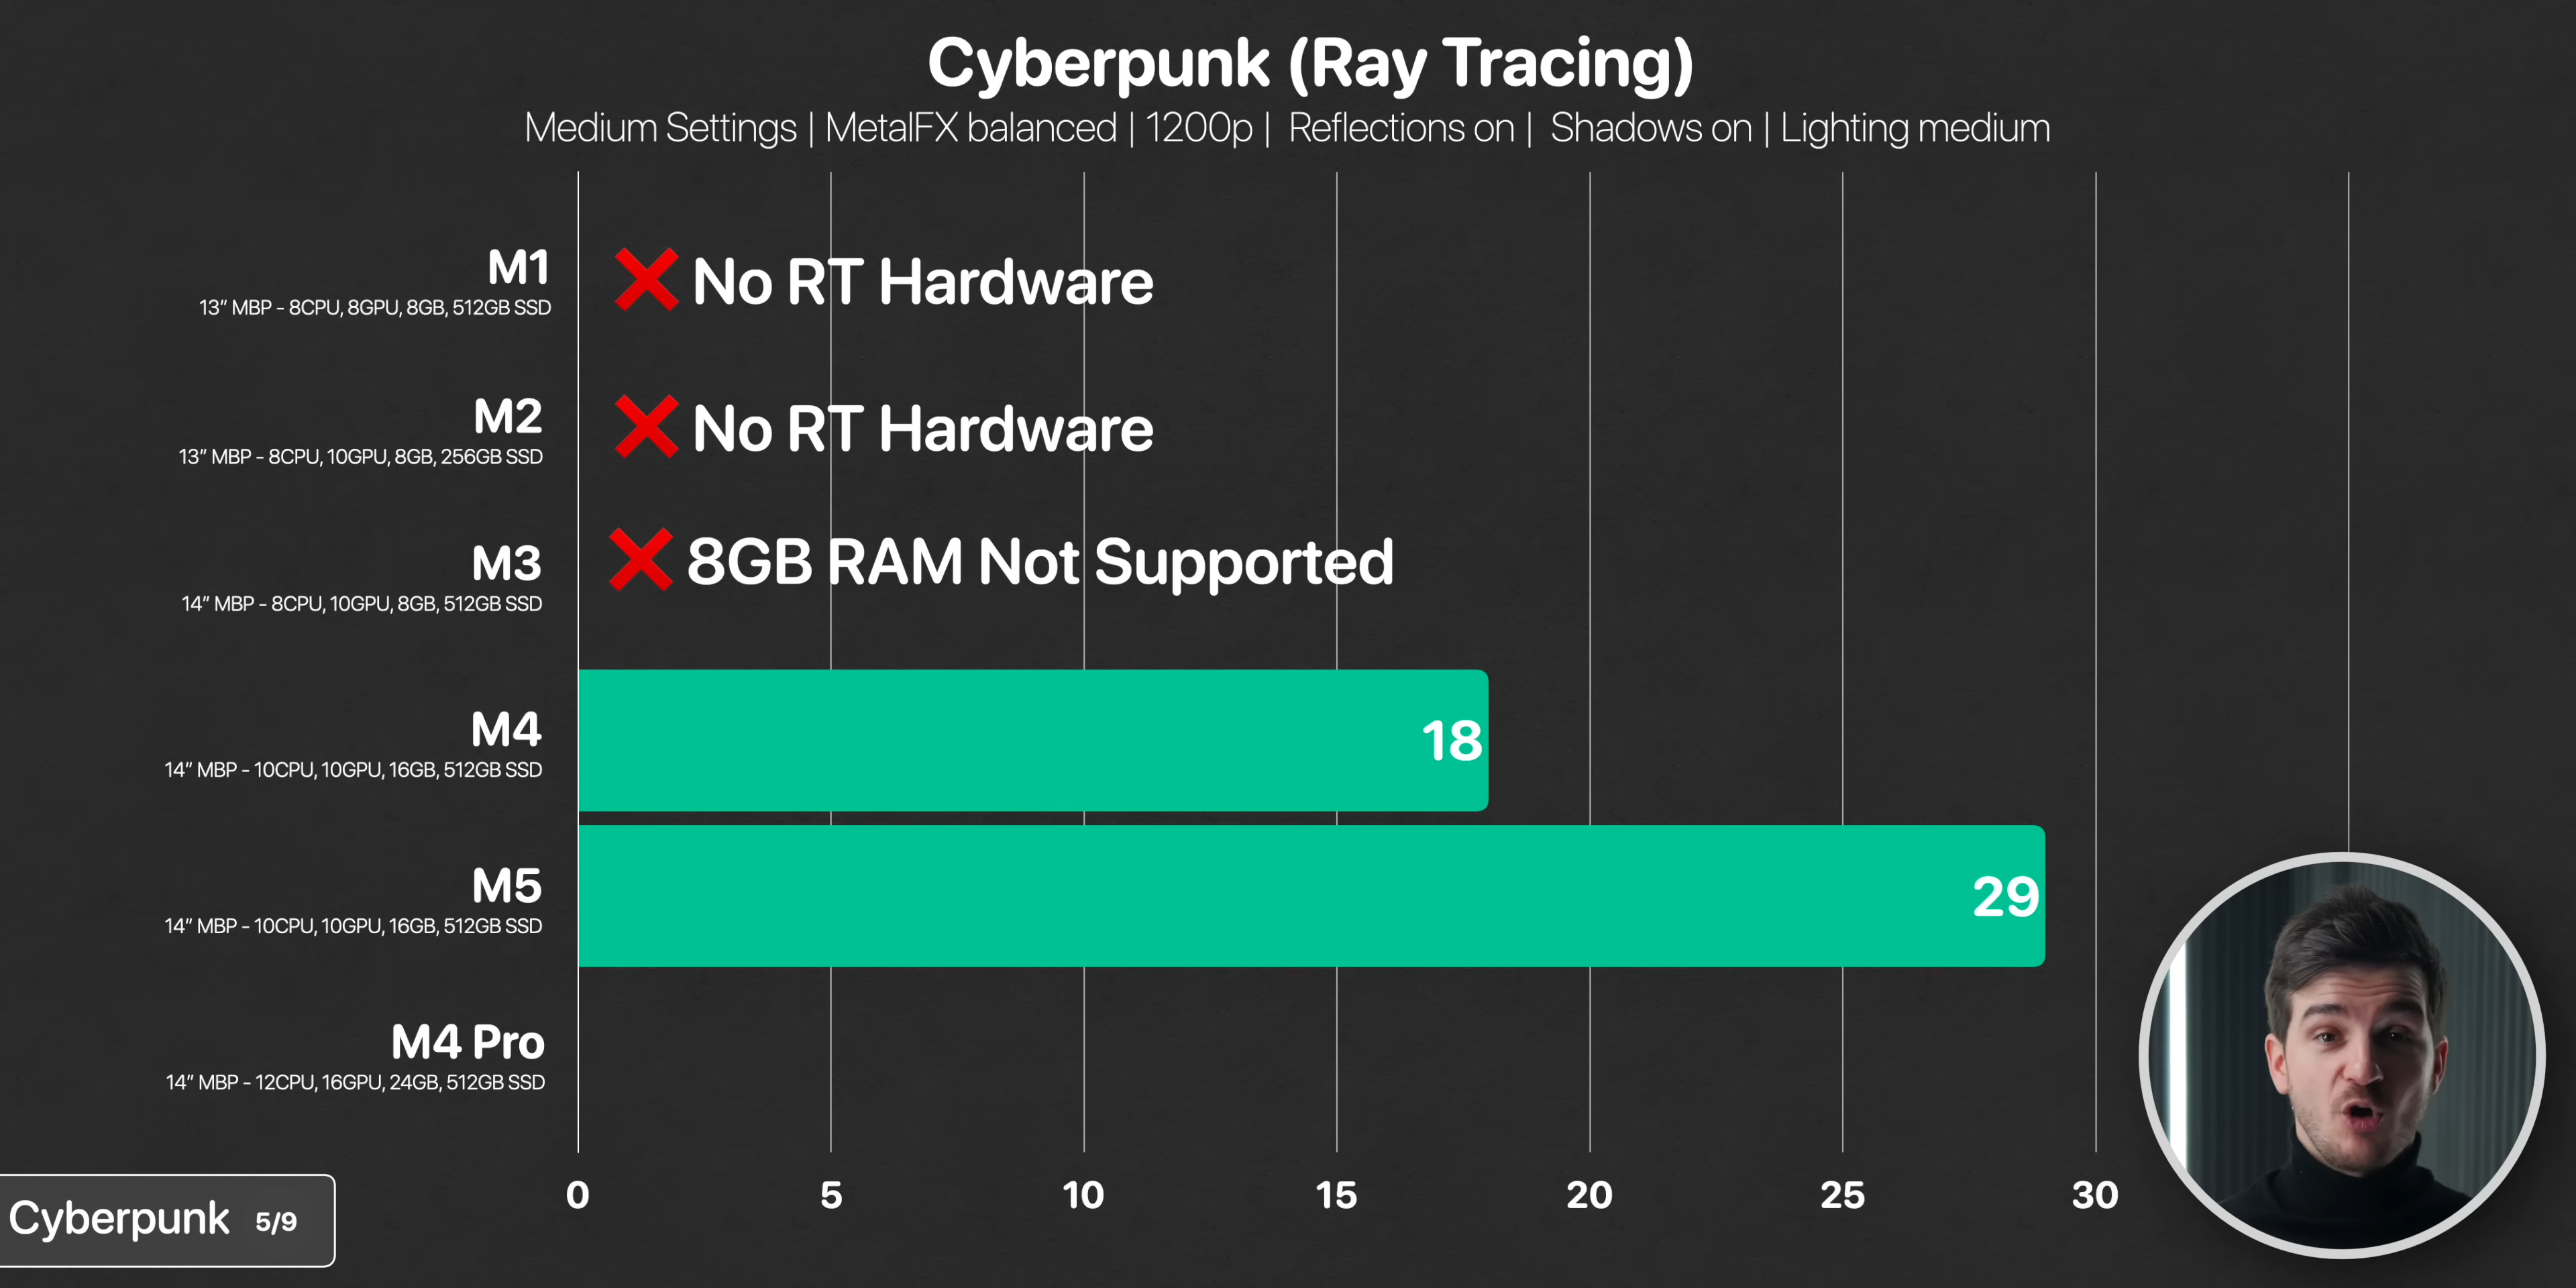 Cyberpunk (Ray Tracing)
Medium Settings | MetalFX balanced | 1200p | Reflections on | Shadows on | Lighting medium
M1
13" MBP - 8CPU, 8GPU, 8GB, 512GB SSD
❌ No RT Hardware
M2
13" MBP - 8CPU, 10GPU, 8GB, 256GB SSD
❌ No RT Hardware
M3
14" MBP - 8CPU, 10GPU, 8GB, 512GB SSD
❌ 8GB RAM Not Supported
M4
14" MBP - 10CPU, 10GPU, 16GB, 512GB SSD
18
M5
14" MBP - 10CPU, 10GPU, 16GB, 512GB SSD
29
M4 Pro
14" MBP - 12CPU, 16GPU, 24GB, 512GB SSD
0 5 10 15 20 25 30
Cyberpunk 5/9